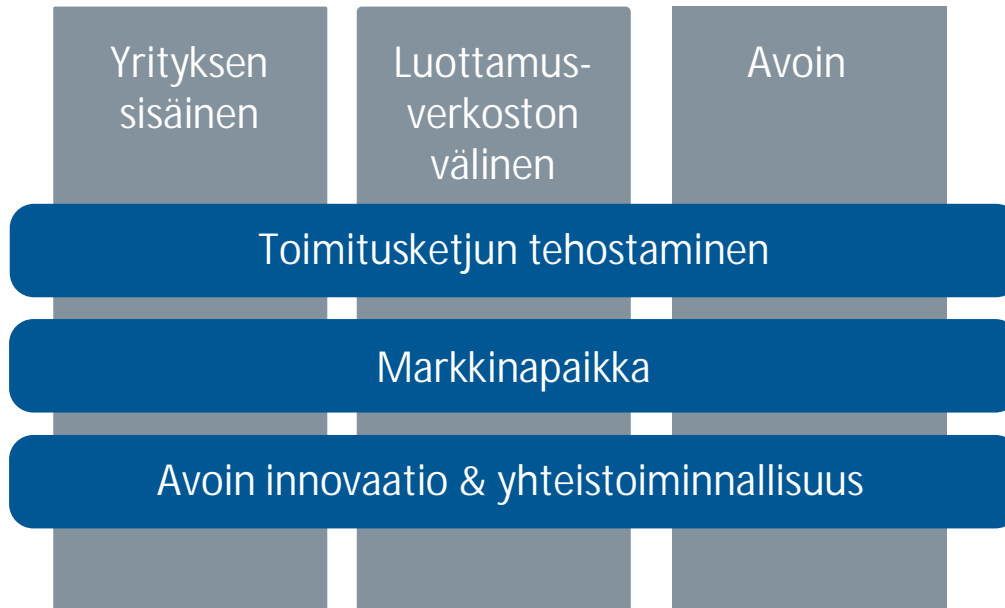 Yrityksen
sisäinen
Luottamus-
verkoston
välinen
Avoin
Toimitusketjun tehostaminen
Markkinapaikka
Avoin innovaatio & yhteistoiminnallisuus